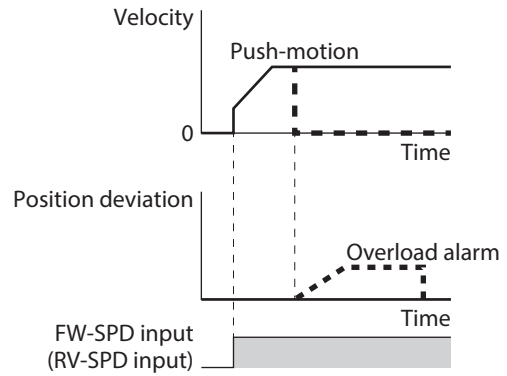 Velocity
Push-motion
0
Time
Position deviation
Overload alarm
Time
FW-SPD input
(RV-SPD input)